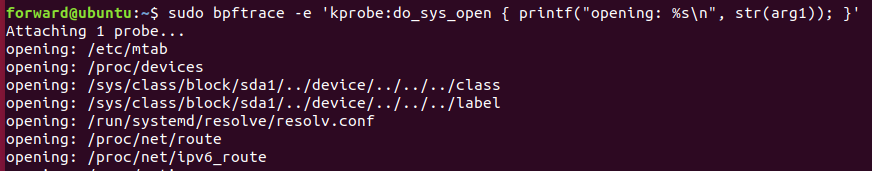 forward@ubuntu:~$ sudo bpftrace -e 'kprobe:do_sys_open { printf("opening: %s\n", str(arg1)); }'
Attaching 1 probe...
opening: /etc/mtab
opening: /proc/devices
opening: /sys/class/block/sda1/../device/../../../class
opening: /sys/class/block/sda1/../device/../../../label
opening: /run/systemd/resolve/resolv.conf
opening: /proc/net/route
opening: /proc/net/ipv6_route